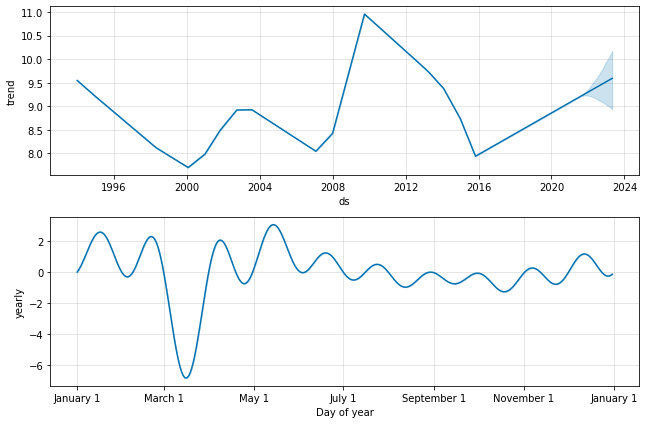 11.0
10.5
10.0
9.5
9.0
8.5
8.0
trend
1996 2000 2004 2008 2012 2016 2020 2024
ds
2
0
−2
−4
−6
yearly
January 1 March 1 May 1 July 1 September 1 November 1 January 1
Day of year